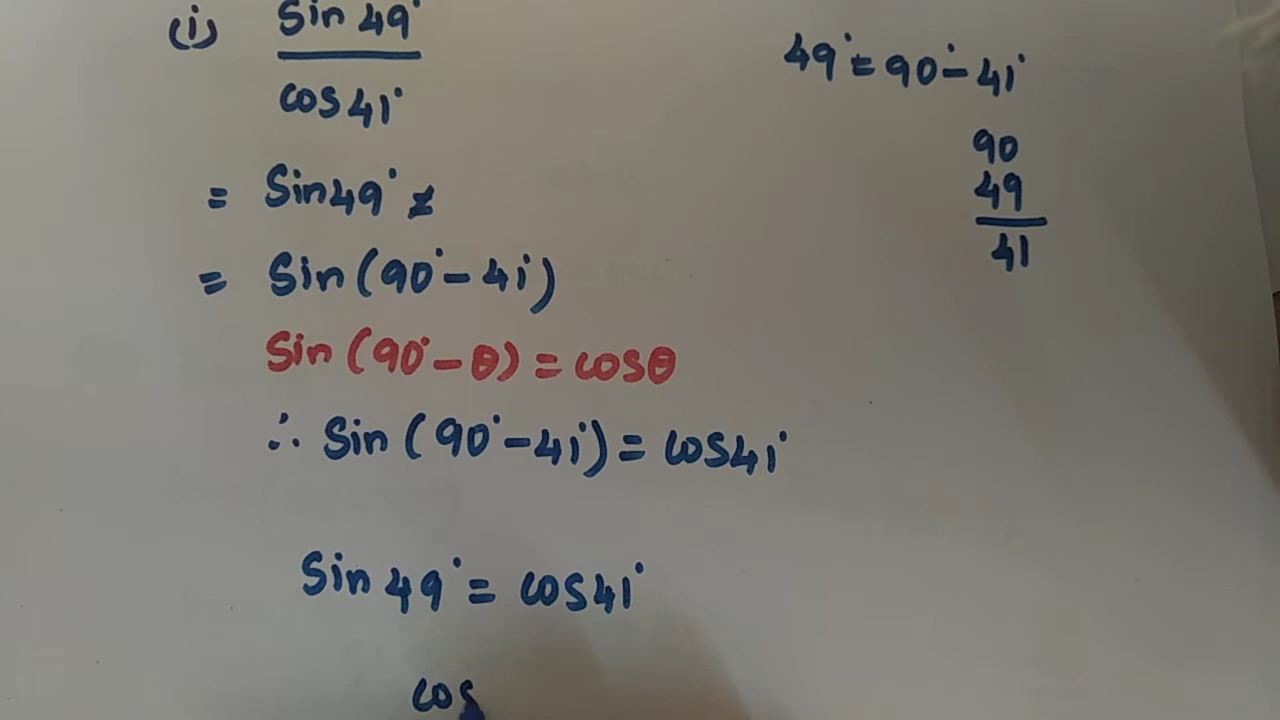 (i) Sin 49°
cos 41°
= Sin 49°
= Sin (90° - 41°)
Sin (90° - θ) = cos θ
∴ Sin (90° - 41°) = cos 41°
Sin 49° = cos 41°
cos
49° = 90° - 41°
90
49
41